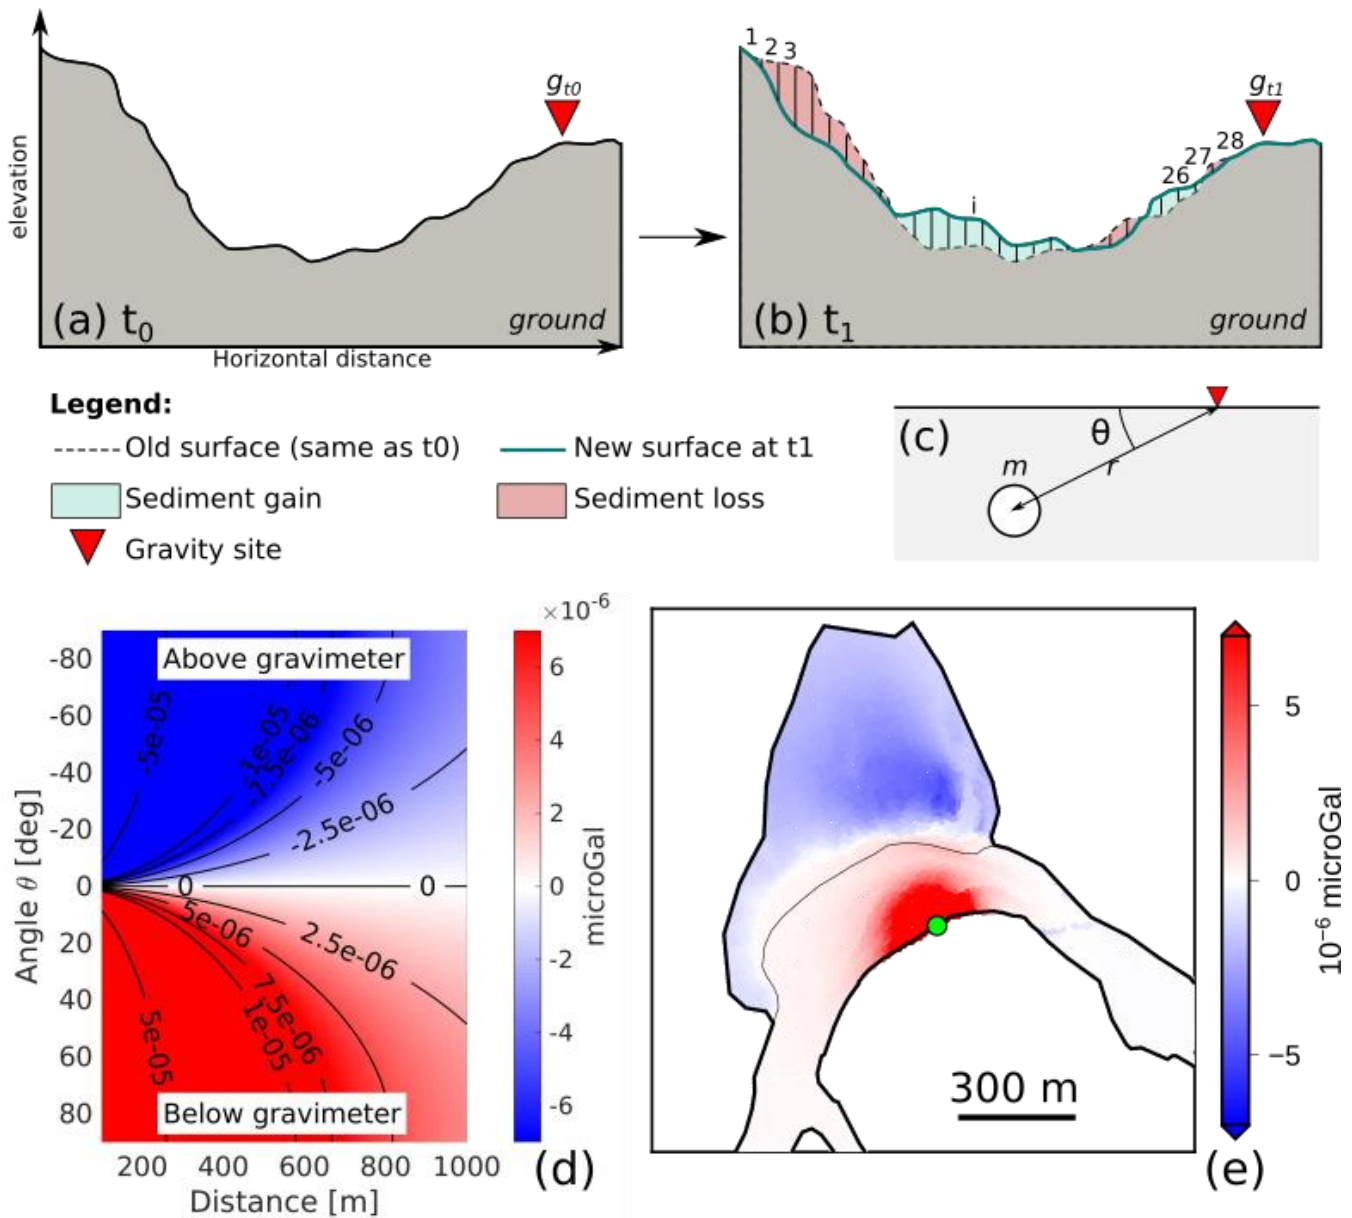 elevation
g_t0
(a) t_0
ground
Horizontal distance
1 2 3
i
26 27 28
g_t1
(b) t_1
ground
Legend:
Old surface (same as t0)
New surface at t1
Sediment gain
Sediment loss
Gravity site
(c)
θ
r
m
×10^-6
Above gravimeter
-5e-05
-1e-05
-7.5e-06
-5e-06
-2.5e-06
0
0
5e-06
2.5e-06
7.5e-06
1e-05
5e-05
Below gravimeter
-80
-60
-40
-20
0
20
40
60
80
Angle θ [deg]
200 400 600 800 1000
Distance [m]
6
4
2
0
-2
-4
-6
microGal
(d)
300 m
5
0
−5
10^−6 microGal
(e)